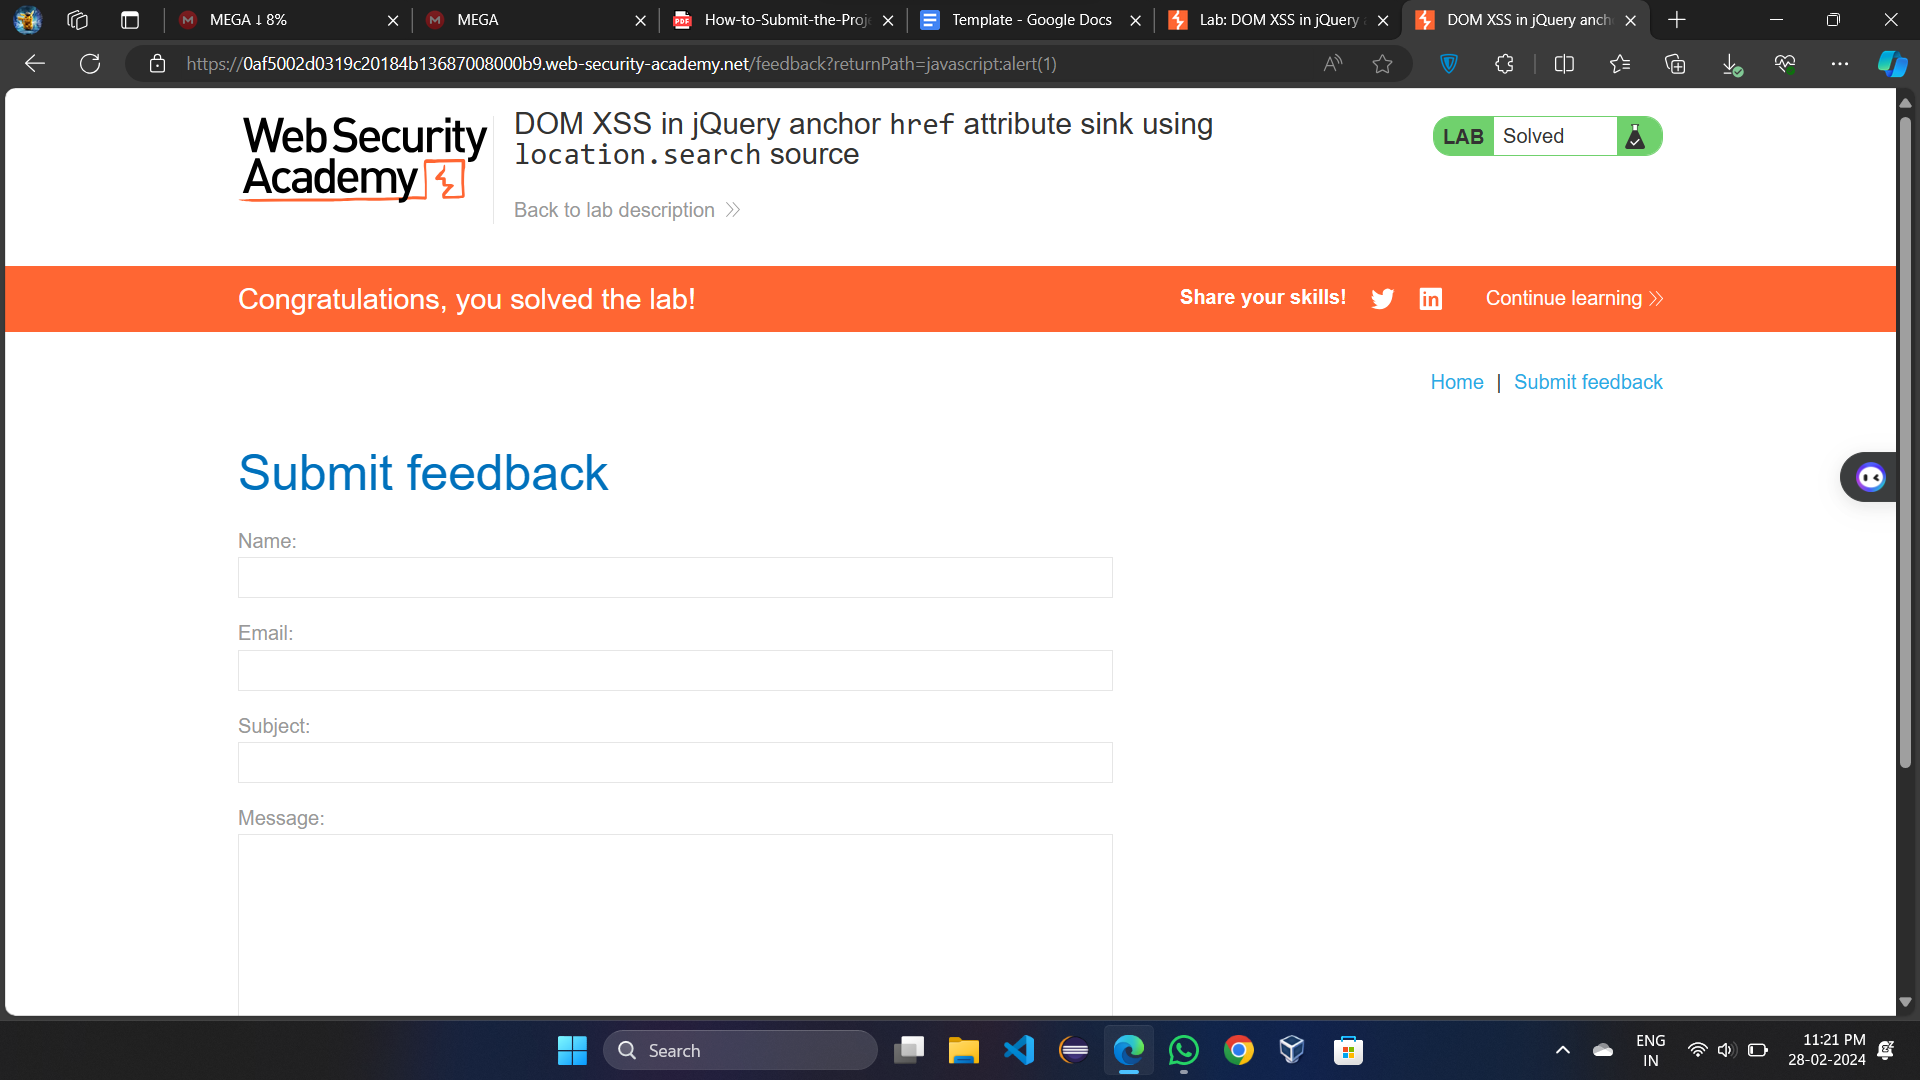 MEGA ⭣ 8%
MEGA
How-to-Submit-the-Proje
Template - Google Docs
Lab: DOM XSS in jQuery
DOM XSS in jQuery anch
https://0af5002d0319c20184b13687008000b9.web-security-academy.net/feedback?returnPath=javascript:alert(1)
Web Security
Academy
DOM XSS in jQuery anchor href attribute sink using
location.search source
LAB Solved
Back to lab description
Congratulations, you solved the lab!
Share your skills!
Continue learning
Home | Submit feedback
Submit feedback
Name:
Email:
Subject:
Message:
Search
ENG
IN
11:21 PM
28-02-2024